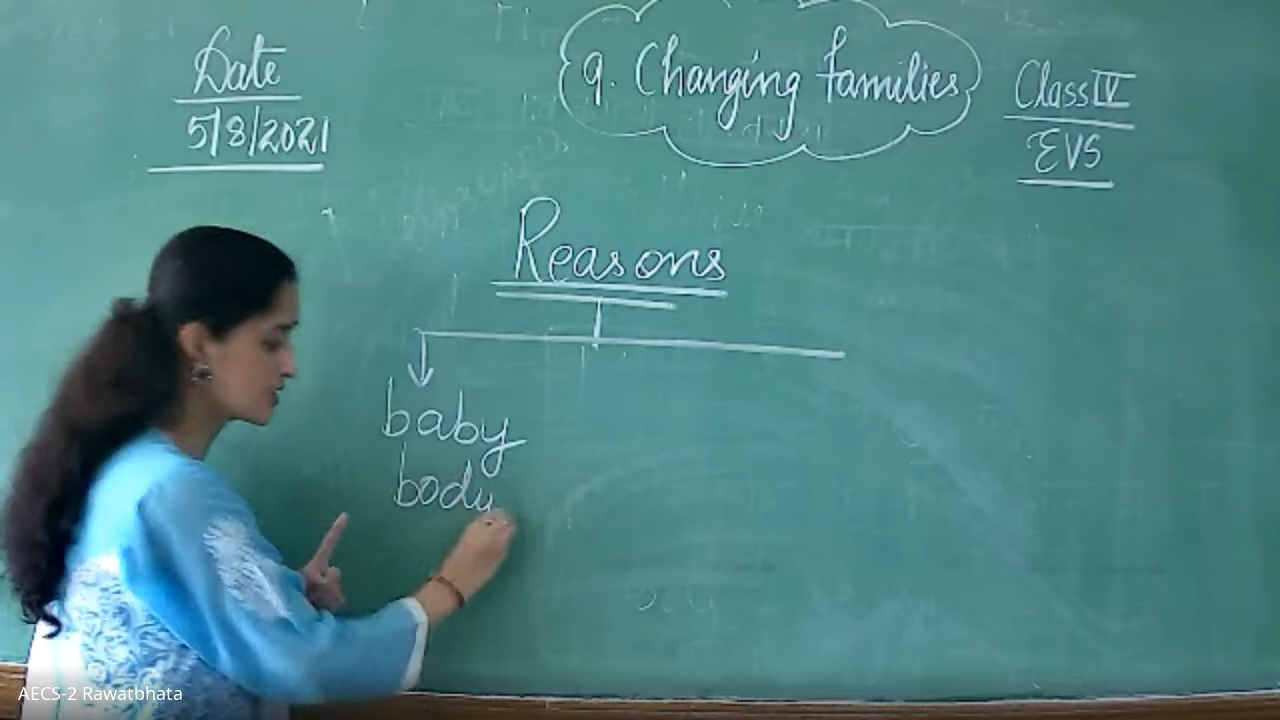 Date
5/8/2021
9. Changing families
Class IV
EVS
Reasons
baby
body
AECS-2 Rawatbhata